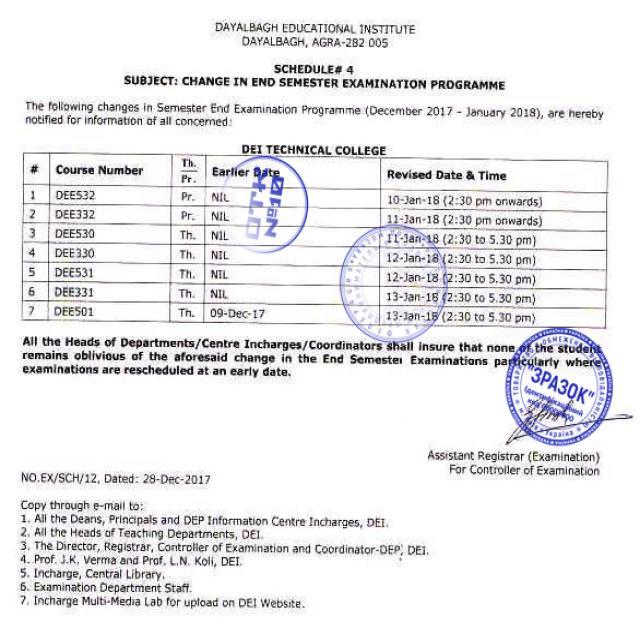 DAYALBAGH EDUCATIONAL INSTITUTE
DAYALBAGH, AGRA-282 005
SCHEDULE# 4
SUBJECT: CHANGE IN END SEMESTER EXAMINATION PROGRAMME
The following changes in Semester End Examination Programme (December 2017 - January 2018), are hereby
notified for information of all concerned:
DEI TECHNICAL COLLEGE
# Course Number Th./Pr. Earlier Date Revised Date & Time
1 DEE532 Pr. NIL 10-Jan-18 (2:30 pm onwards)
2 DEE332 Pr. NIL 11-Jan-18 (2:30 pm onwards)
3 DEE530 Th. NIL 11-Jan-18 (2:30 to 5.30 pm)
4 DEE330 Th. NIL 12-Jan-18 (2:30 to 5.30 pm)
5 DEE531 Th. NIL 12-Jan-18 (2:30 to 5.30 pm)
6 DEE331 Th. NIL 13-Jan-18 (2:30 to 5.30 pm)
7 DEE501 Th. 09-Dec-17 13-Jan-18 (2:30 to 5.30 pm)
ОТК
№10
All the Heads of Departments/Centre Incharges/Coordinators shall insure that none of the student
remains oblivious of the aforesaid change in the End Semester Examinations particularly where
examinations are rescheduled at an early date.
"ЗРАЗОК"
Ідентифікаційний
Україна
Assistant Registrar (Examination)
For Controller of Examination
NO.EX/SCH/12, Dated: 28-Dec-2017
Copy through e-mail to:
1. All the Deans, Principals and DEP Information Centre Incharges, DEI.
2. All the Heads of Teaching Departments, DEI.
3. The Director, Registrar, Controller of Examination and Coordinator-DEP, DEI.
4. Prof. J.K. Verma and Prof. L.N. Koli, DEI.
5. Incharge, Central Library.
6. Examination Department Staff.
7. Incharge Multi-Media Lab for upload on DEI Website.